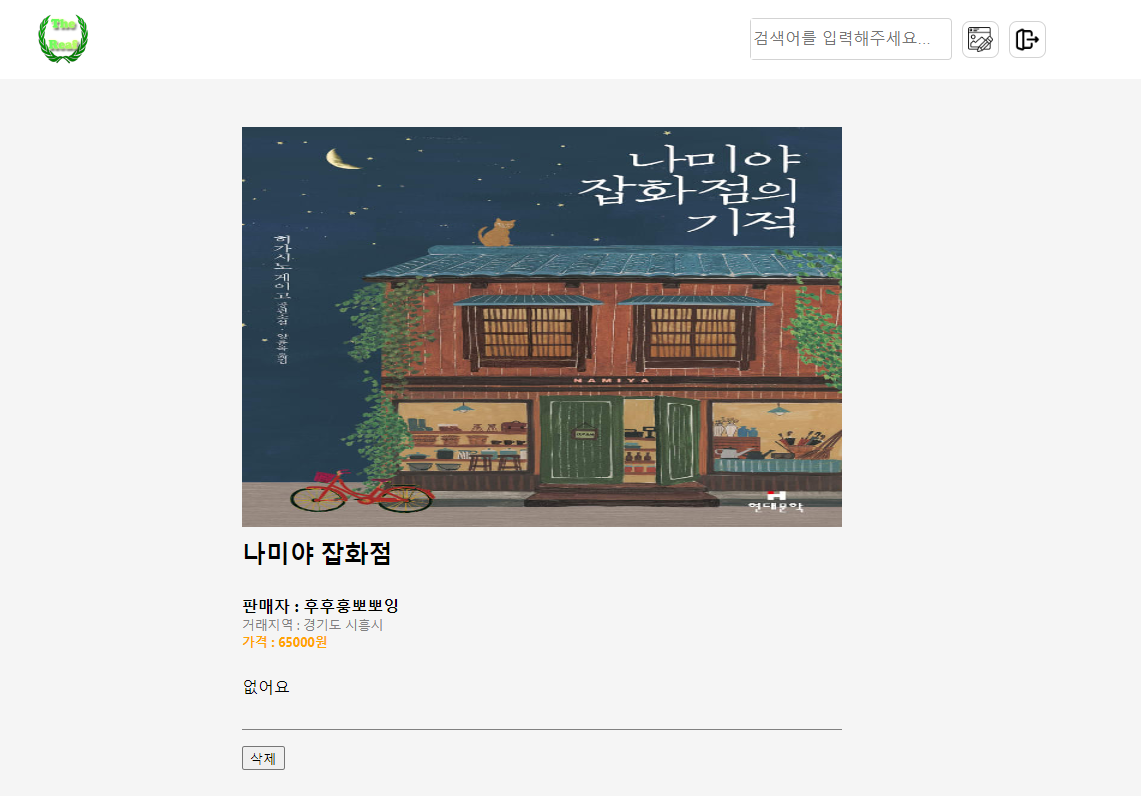 The
Book
검색어를 입력해주세요...
나미야
잡화점의
기적
히가시노 게이고 장편소설 · 양윤옥 옮김
NAMIYA
현대문학
나미야 잡화점
판매자 : 후후훙뽀뽀잉
거래지역 : 경기도 시흥시
가격 : 65000원
없어요
삭제